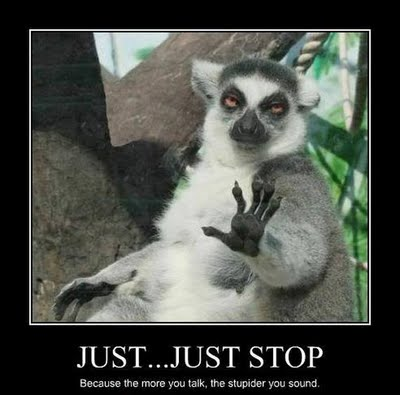 JUST...JUST STOP
Because the more you talk, the stupider you sound.